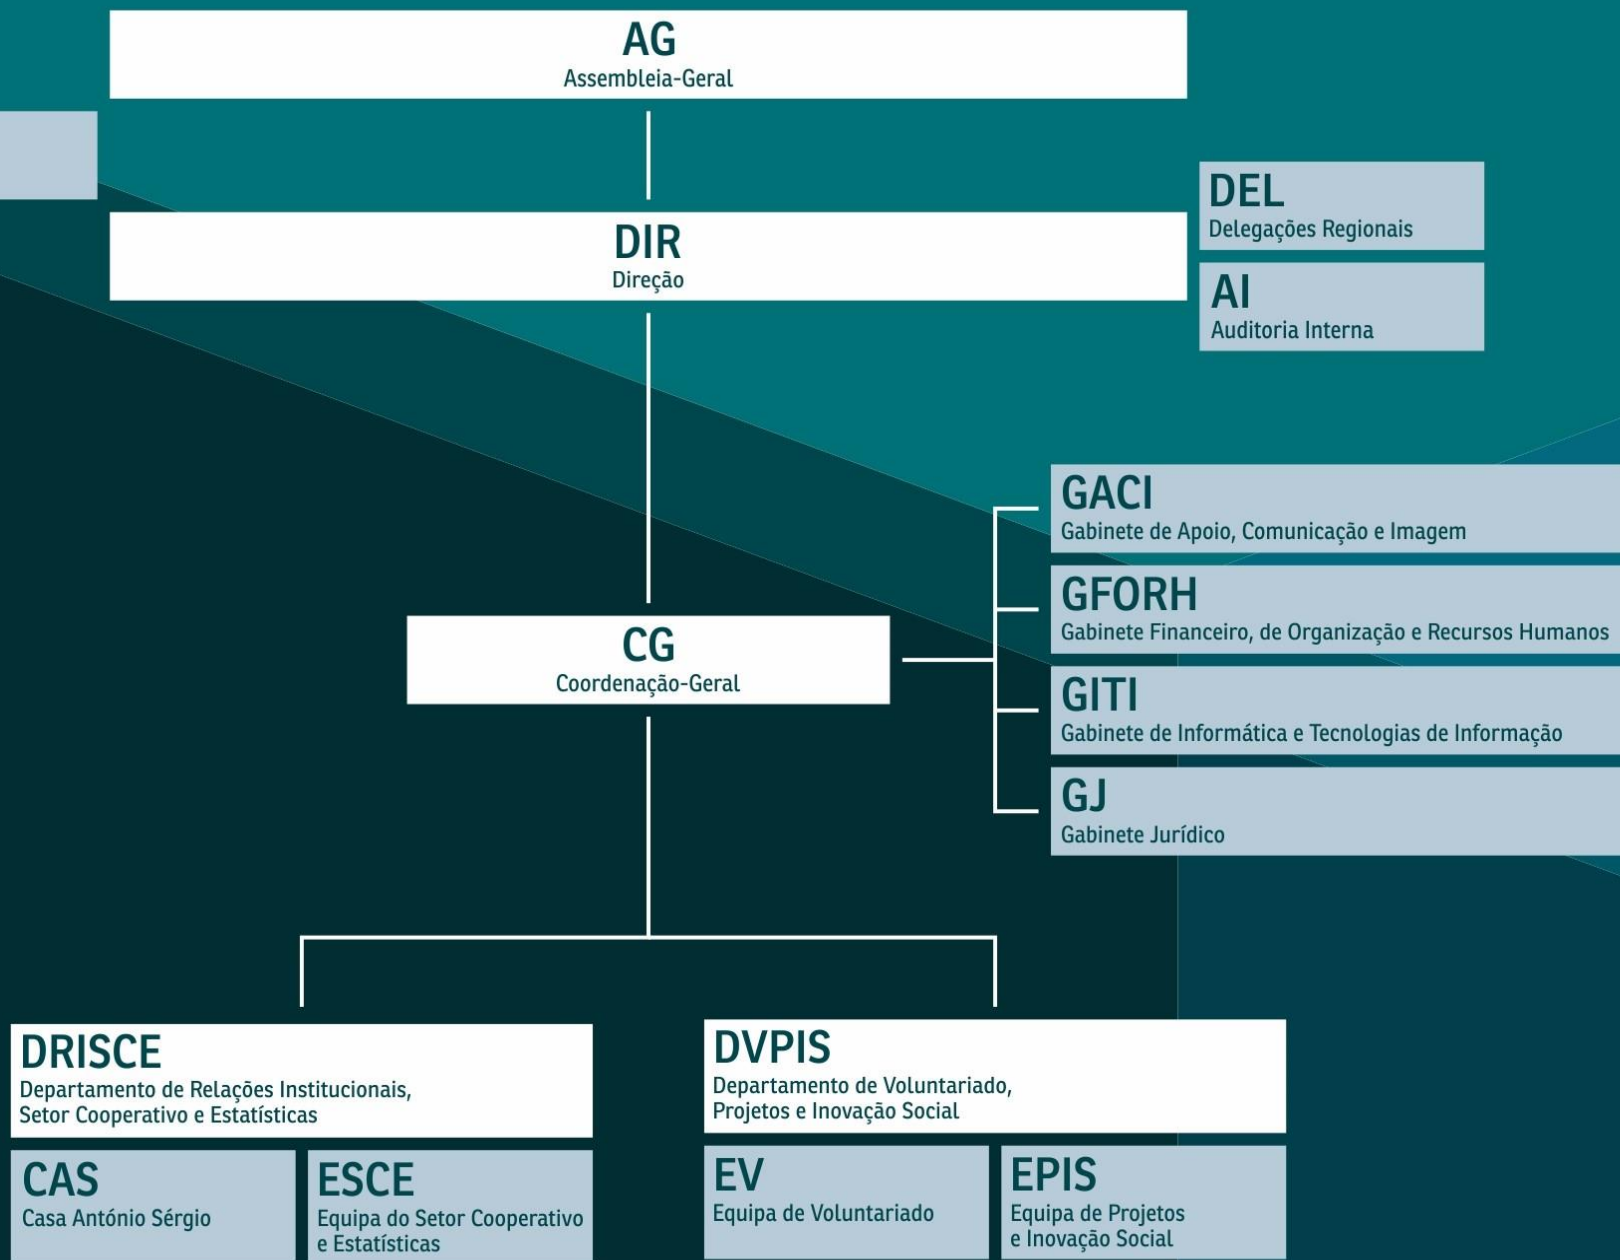 AG
Assembleia-Geral
DIR
Direção
DEL
Delegações Regionais
AI
Auditoria Interna
GACI
Gabinete de Apoio, Comunicação e Imagem
GFORH
Gabinete Financeiro, de Organização e Recursos Humanos
CG
Coordenação-Geral
GITI
Gabinete de Informática e Tecnologias de Informação
GJ
Gabinete Jurídico
DRISCE
Departamento de Relações Institucionais,
Setor Cooperativo e Estatísticas
CAS
Casa António Sérgio
ESCE
Equipa do Setor Cooperativo
e Estatísticas
DVPIS
Departamento de Voluntariado,
Projetos e Inovação Social
EV
Equipa de Voluntariado
EPIS
Equipa de Projetos
e Inovação Social